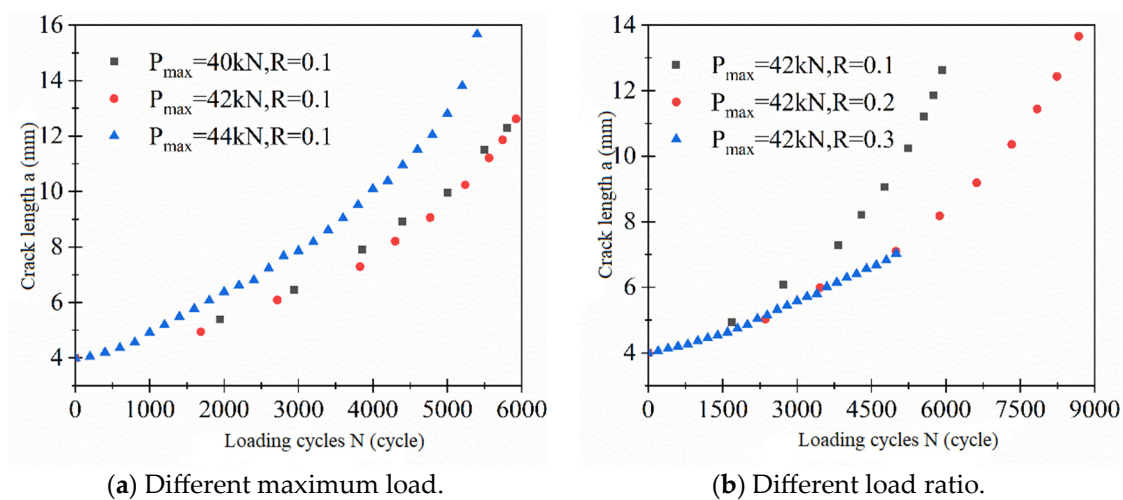 16
14
12
10
8
6
4
Crack length a (mm)
Pmax=40kN,R=0.1
Pmax=42kN,R=0.1
Pmax=44kN,R=0.1
0 1000 2000 3000 4000 5000 6000
Loading cycles N (cycle)
(a) Different maximum load.
14
12
10
8
6
4
Crack length a (mm)
Pmax=42kN,R=0.1
Pmax=42kN,R=0.2
Pmax=42kN,R=0.3
0 1500 3000 4500 6000 7500 9000
Loading cycles N (cycle)
(b) Different load ratio.